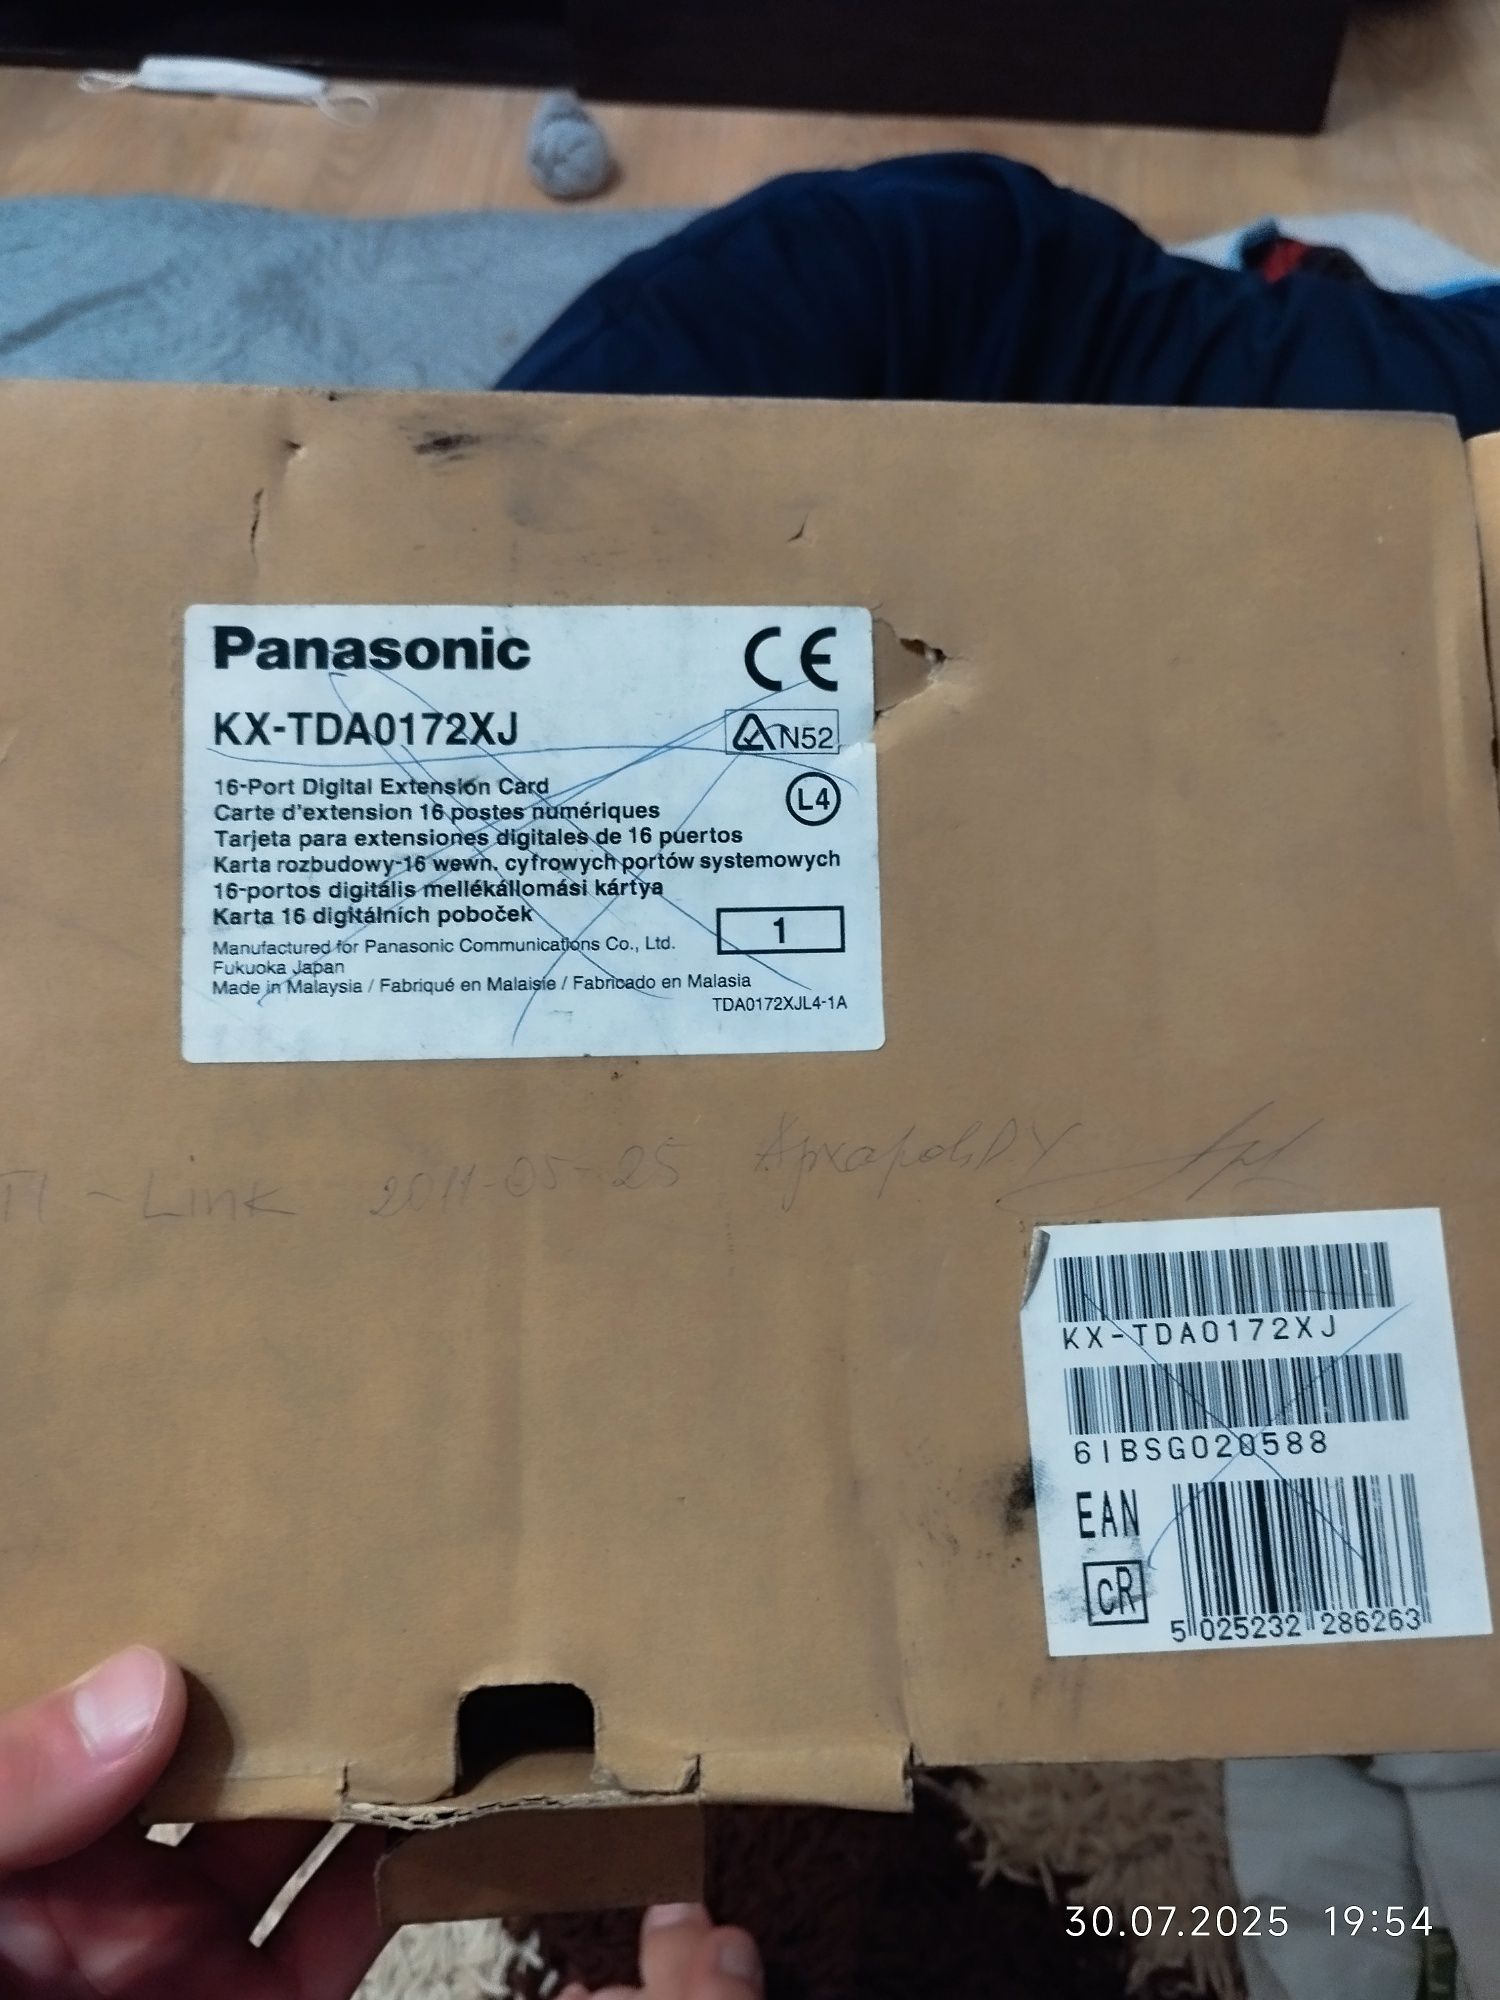 Panasonic
CE
KX-TDA0172XJ
N52
16-Port Digital Extension Card
L4
Carte d'extension 16 postes numériques
Tarjeta para extensiones digitales de 16 puertos
Karta rozbudowy-16 wewn. cyfrowych portów systemowych
16-portos digitális mellékállomási kártya
Karta 16 digitálních poboček
1
Manufactured for Panasonic Communications Co., Ltd.
Fukuoka Japan
Made in Malaysia / Fabriqué en Malaisie / Fabricado en Malasia
TDA0172XJL4-1A
Link 2011-05-25
KX-TDA0172XJ
6IBSG020588
EAN
CR
5 025232 286263
30.07.2025 19:54